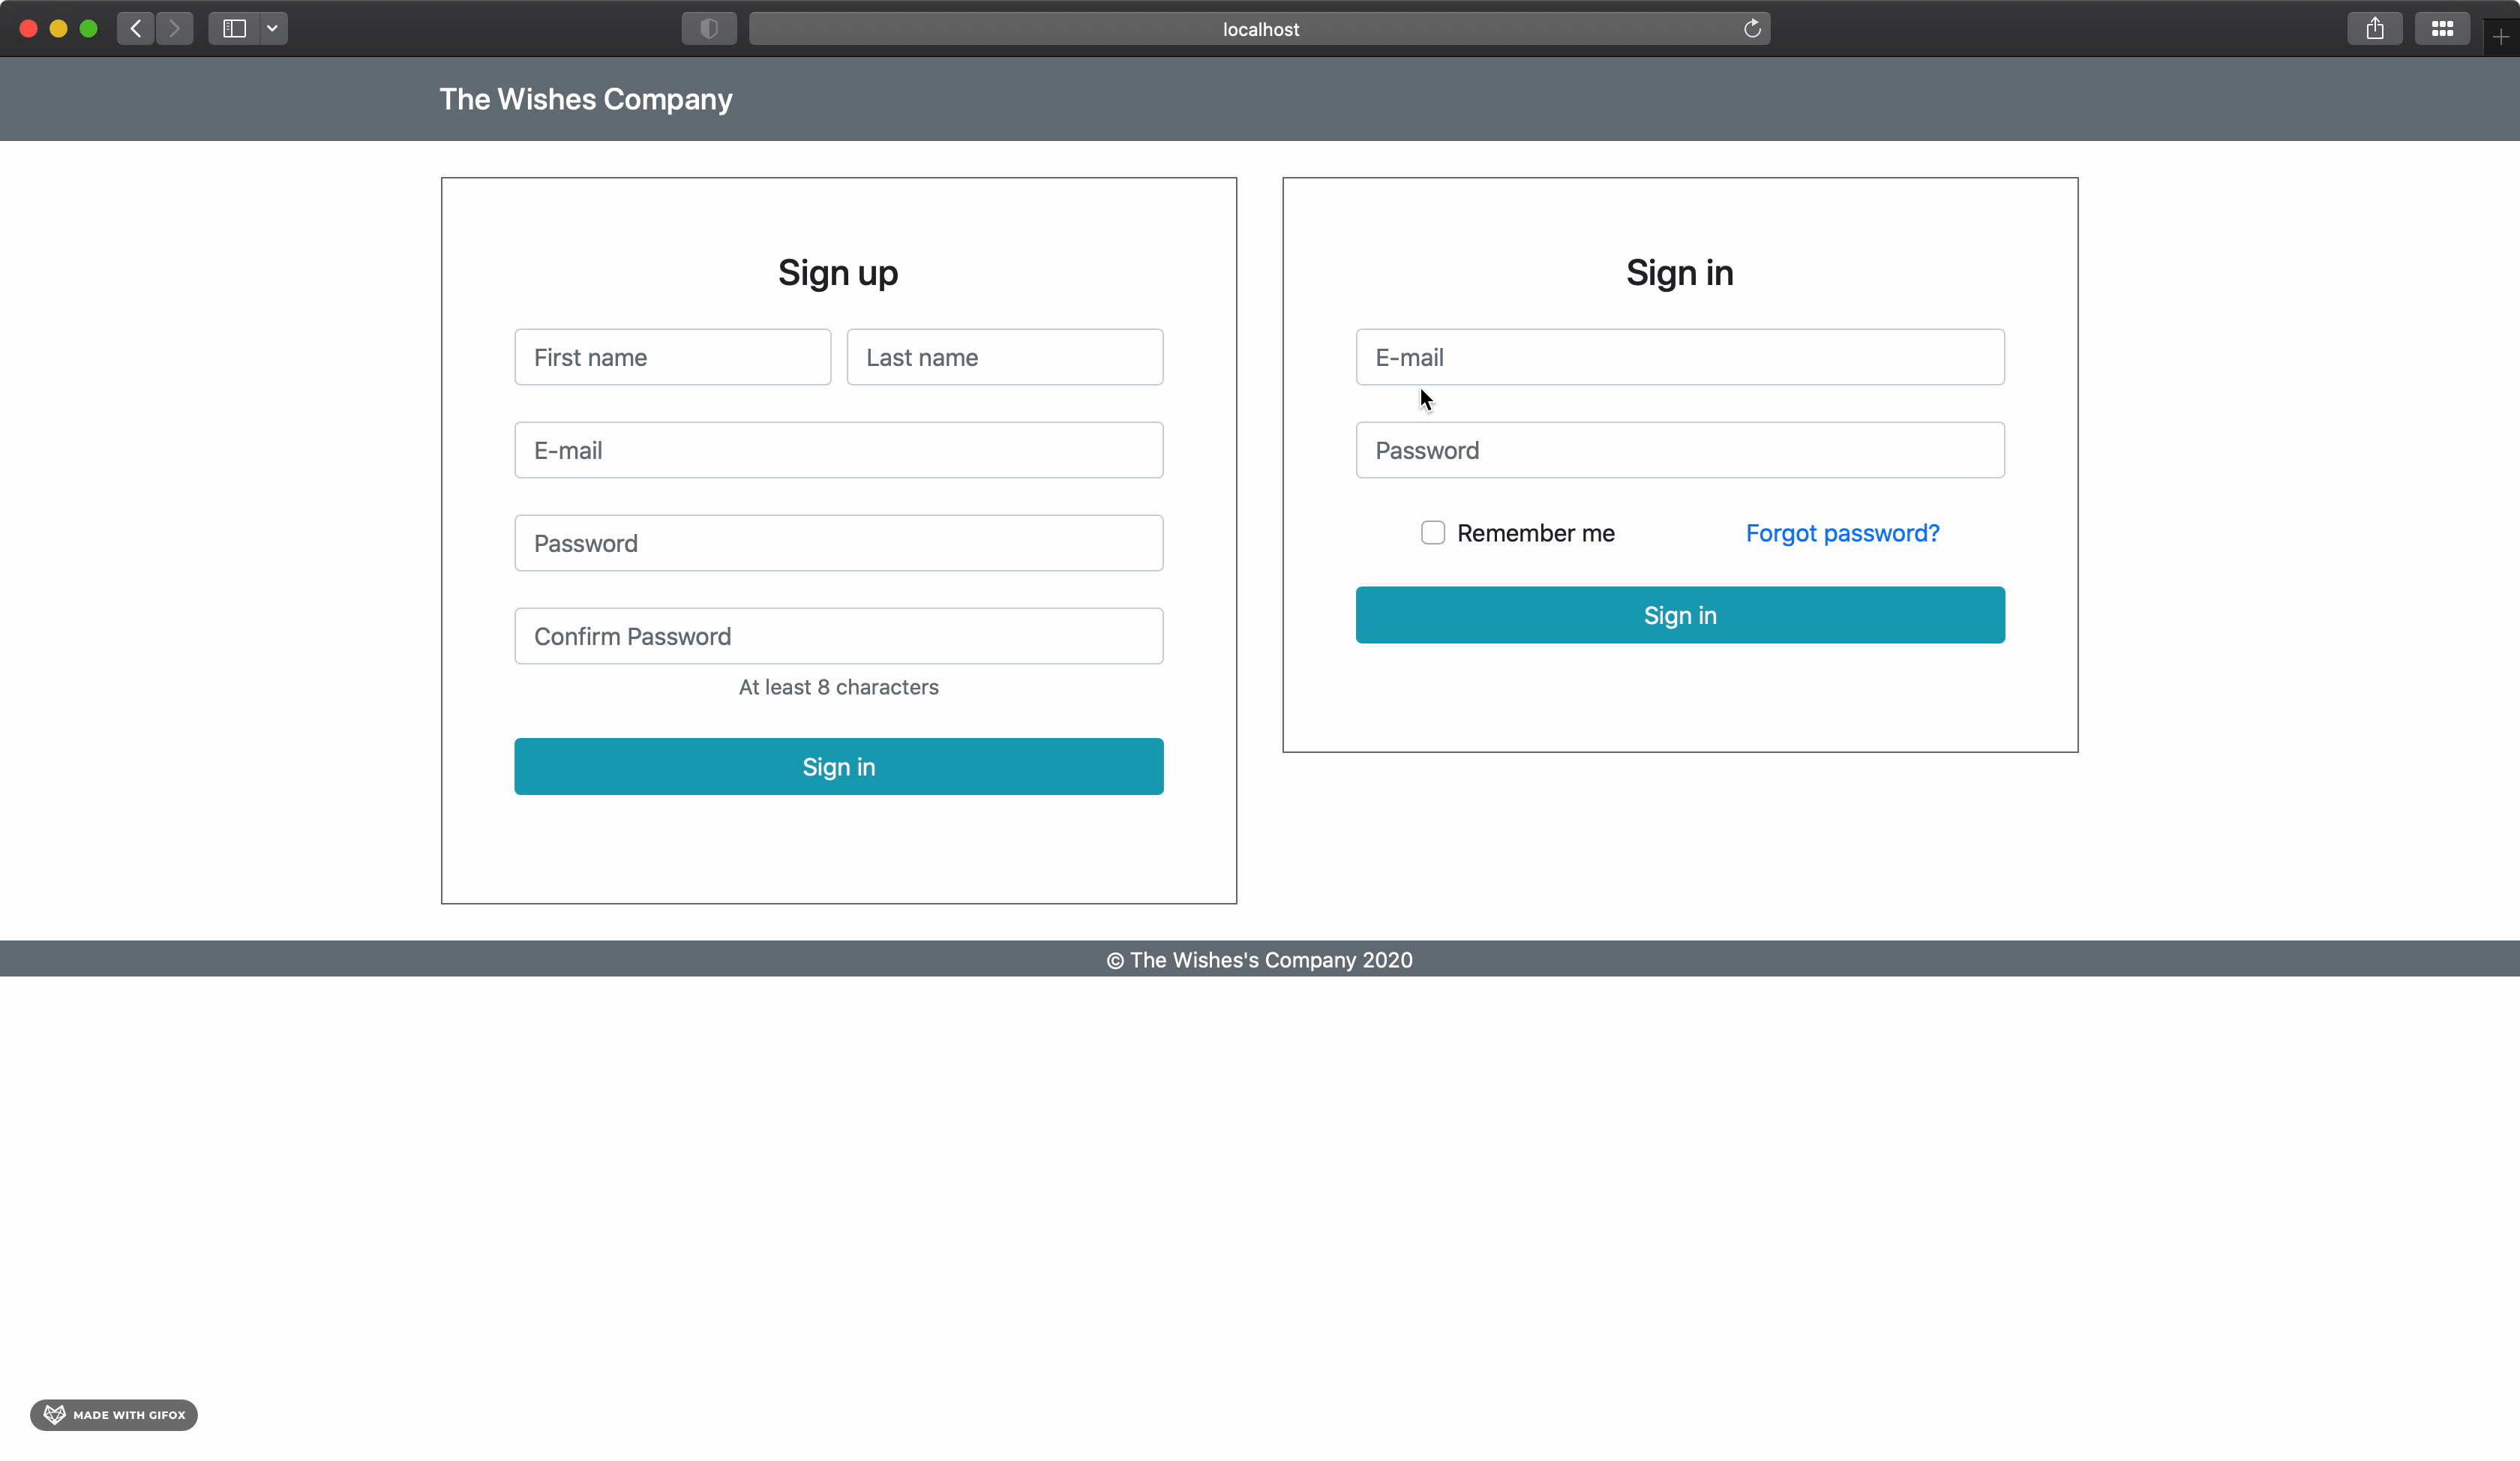 localhost
The Wishes Company
Sign up
First name Last name
E-mail
Password
Confirm Password
At least 8 characters
Sign in
Sign in
E-mail
Password
Remember me Forgot password?
Sign in
© The Wishes's Company 2020
MADE WITH GIFOX